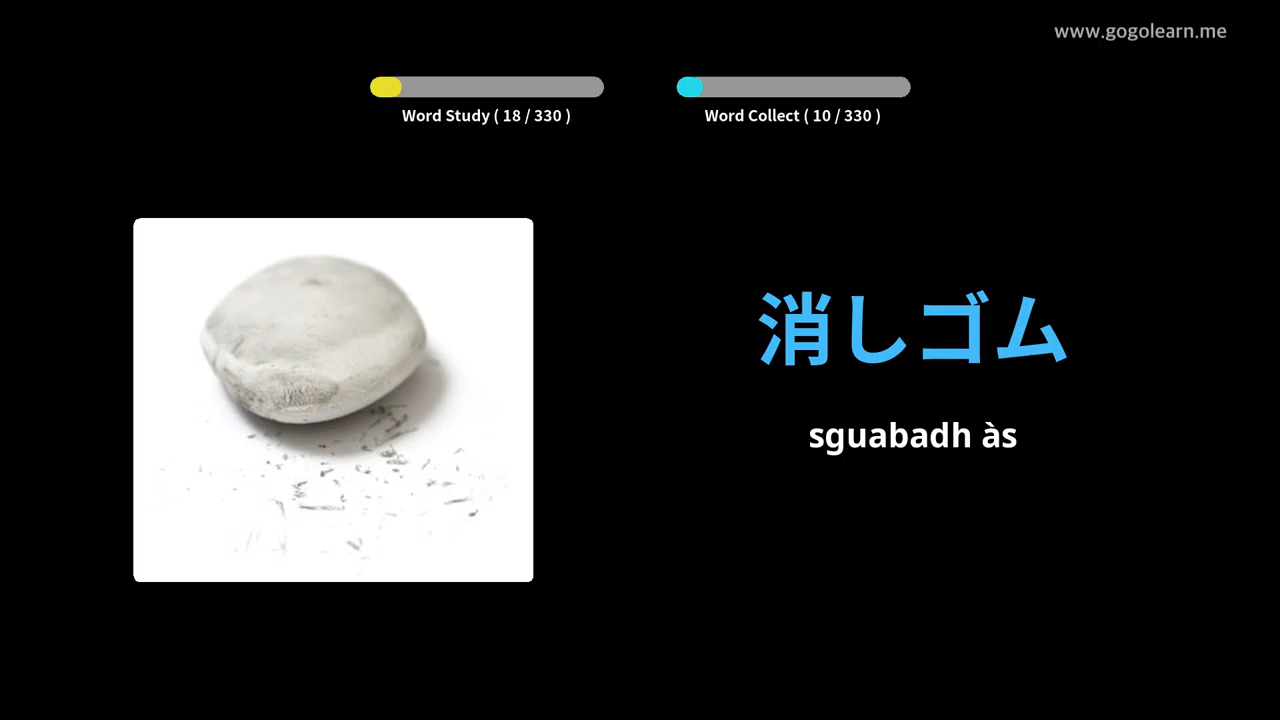 www.gogolearn.me
Word Study ( 18 / 330 )
Word Collect ( 10 / 330 )
消しゴム
sguabadh às